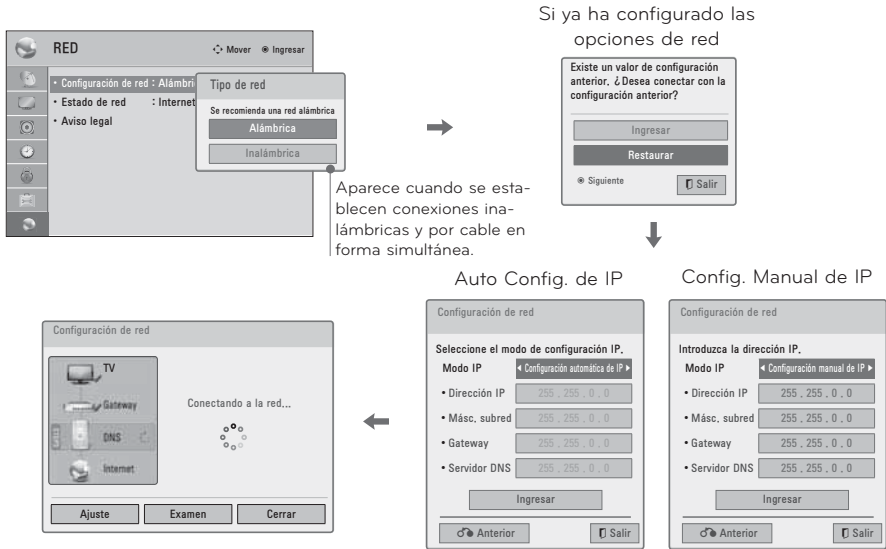 RED
Mover
Ingresar
• Configuración de red : Alámbri
• Estado de red : Internet
• Aviso legal
Tipo de red
Se recomienda una red alámbrica
Alámbrica
Inalámbrica
Aparece cuando se esta-
blecen conexiones ina-
lámbricas y por cable en
forma simultánea.
Si ya ha configurado las
opciones de red
Existe un valor de configuración
anterior. ¿Desea conectar con la
configuración anterior?
Ingresar
Restaurar
Siguiente
Salir
Auto Config. de IP
Configuración de red
Seleccione el modo de configuración IP.
Modo IP ◀ Configuración automática de IP ▶
• Dirección IP 255 . 255 . 0 . 0
• Másc. subred 255 . 255 . 0 . 0
• Gateway 255 . 255 . 0 . 0
• Servidor DNS 255 . 255 . 0 . 0
Ingresar
Anterior
Salir
Config. Manual de IP
Configuración de red
Introduzca la dirección IP.
Modo IP ◀ Configuración manual de IP ▶
• Dirección IP 255 . 255 . 0 . 0
• Másc. subred 255 . 255 . 0 . 0
• Gateway 255 . 255 . 0 . 0
• Servidor DNS 255 . 255 . 0 . 0
Ingresar
Anterior
Salir
Configuración de red
TV
Gateway
DNS
Internet
Conectando a la red...
Ajuste
Examen
Cerrar